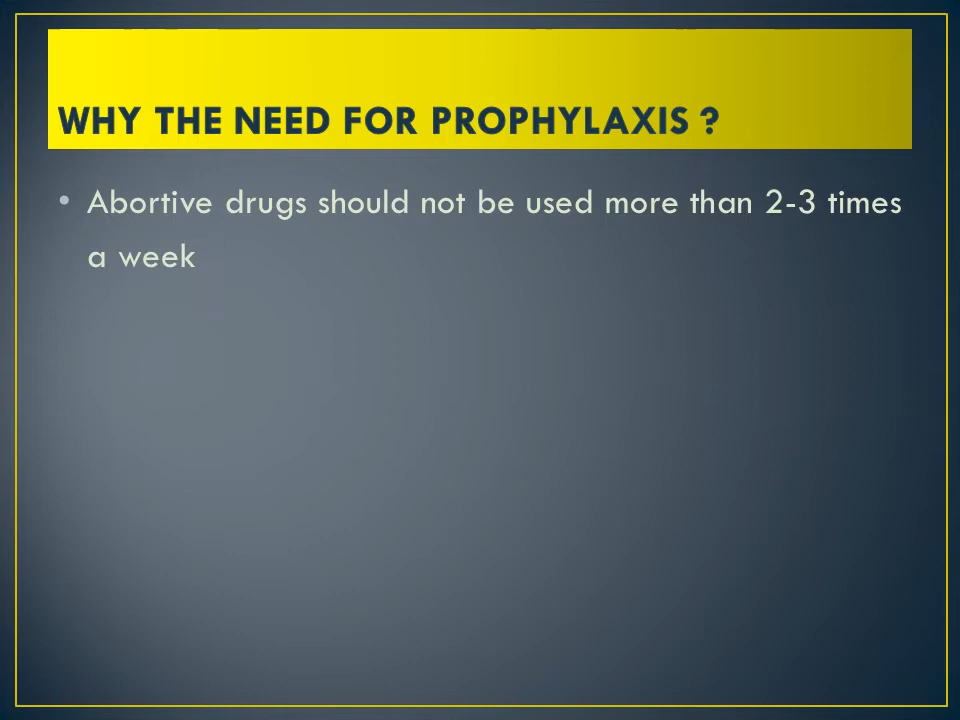 WHY THE NEED FOR PROPHYLAXIS ?
• Abortive drugs should not be used more than 2-3 times
a week